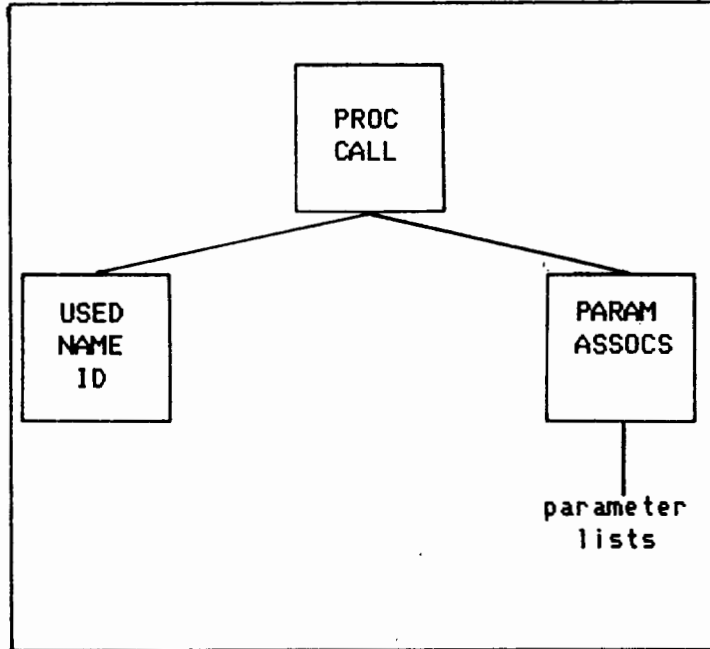 PROC
CALL
USED
NAME
ID
PARAM
ASSOCS
parameter
lists